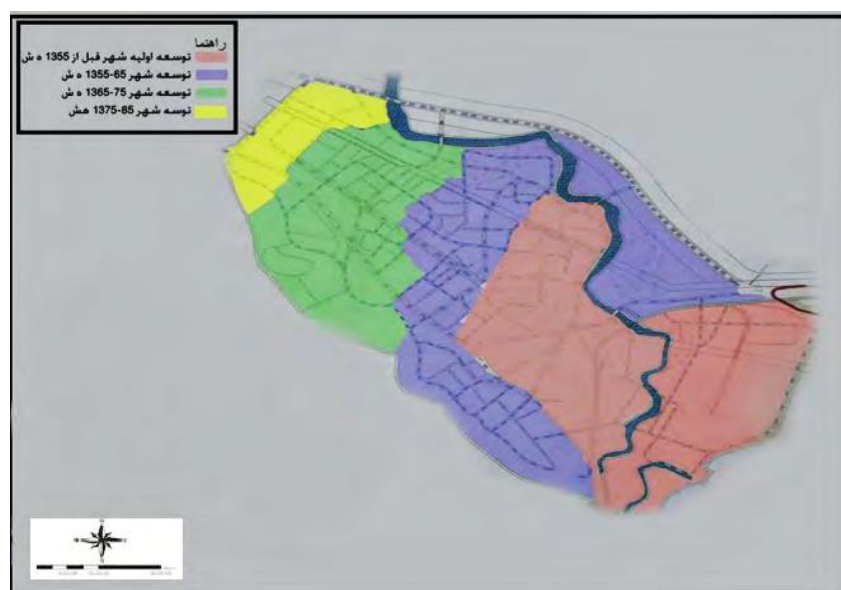 راهنما
توسعه اولیه شهر قبل از 1355 ه ش
توسعه شهر 65-1355 ه ش
توسعه شهر 75-1365 ه ش
توسه شهر 85-1375 هش